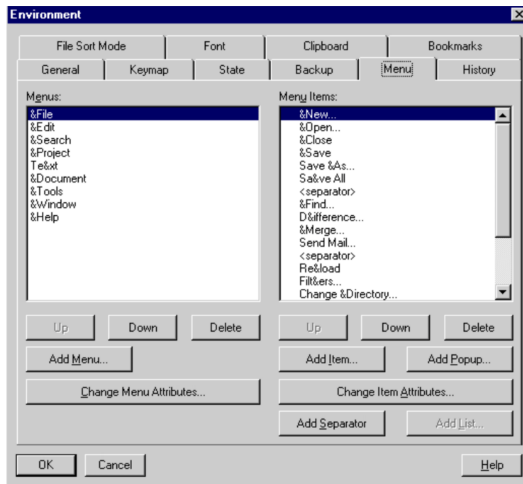 Environment
File Sort Mode
Font
Clipboard
Bookmarks
General
Keymap
State
Backup
Menu
History
Menus:
&File
&Edit
&Search
&Project
Te&xt
&Document
&Tools
&Window
&Help
Menu Items:
&New...
&Open...
&Close
&Save
Save &As...
Sa&ve All
<separator>
&Find...
D&ifference...
&Merge...
Send Mail...
<separator>
Re&load
Filt&ers...
Change &Directory...
Up
Down
Delete
Up
Down
Delete
Add Menu...
Add Item...
Add Popup...
Change Menu Attributes...
Change Item Attributes...
Add Separator
Add List...
OK
Cancel
Help